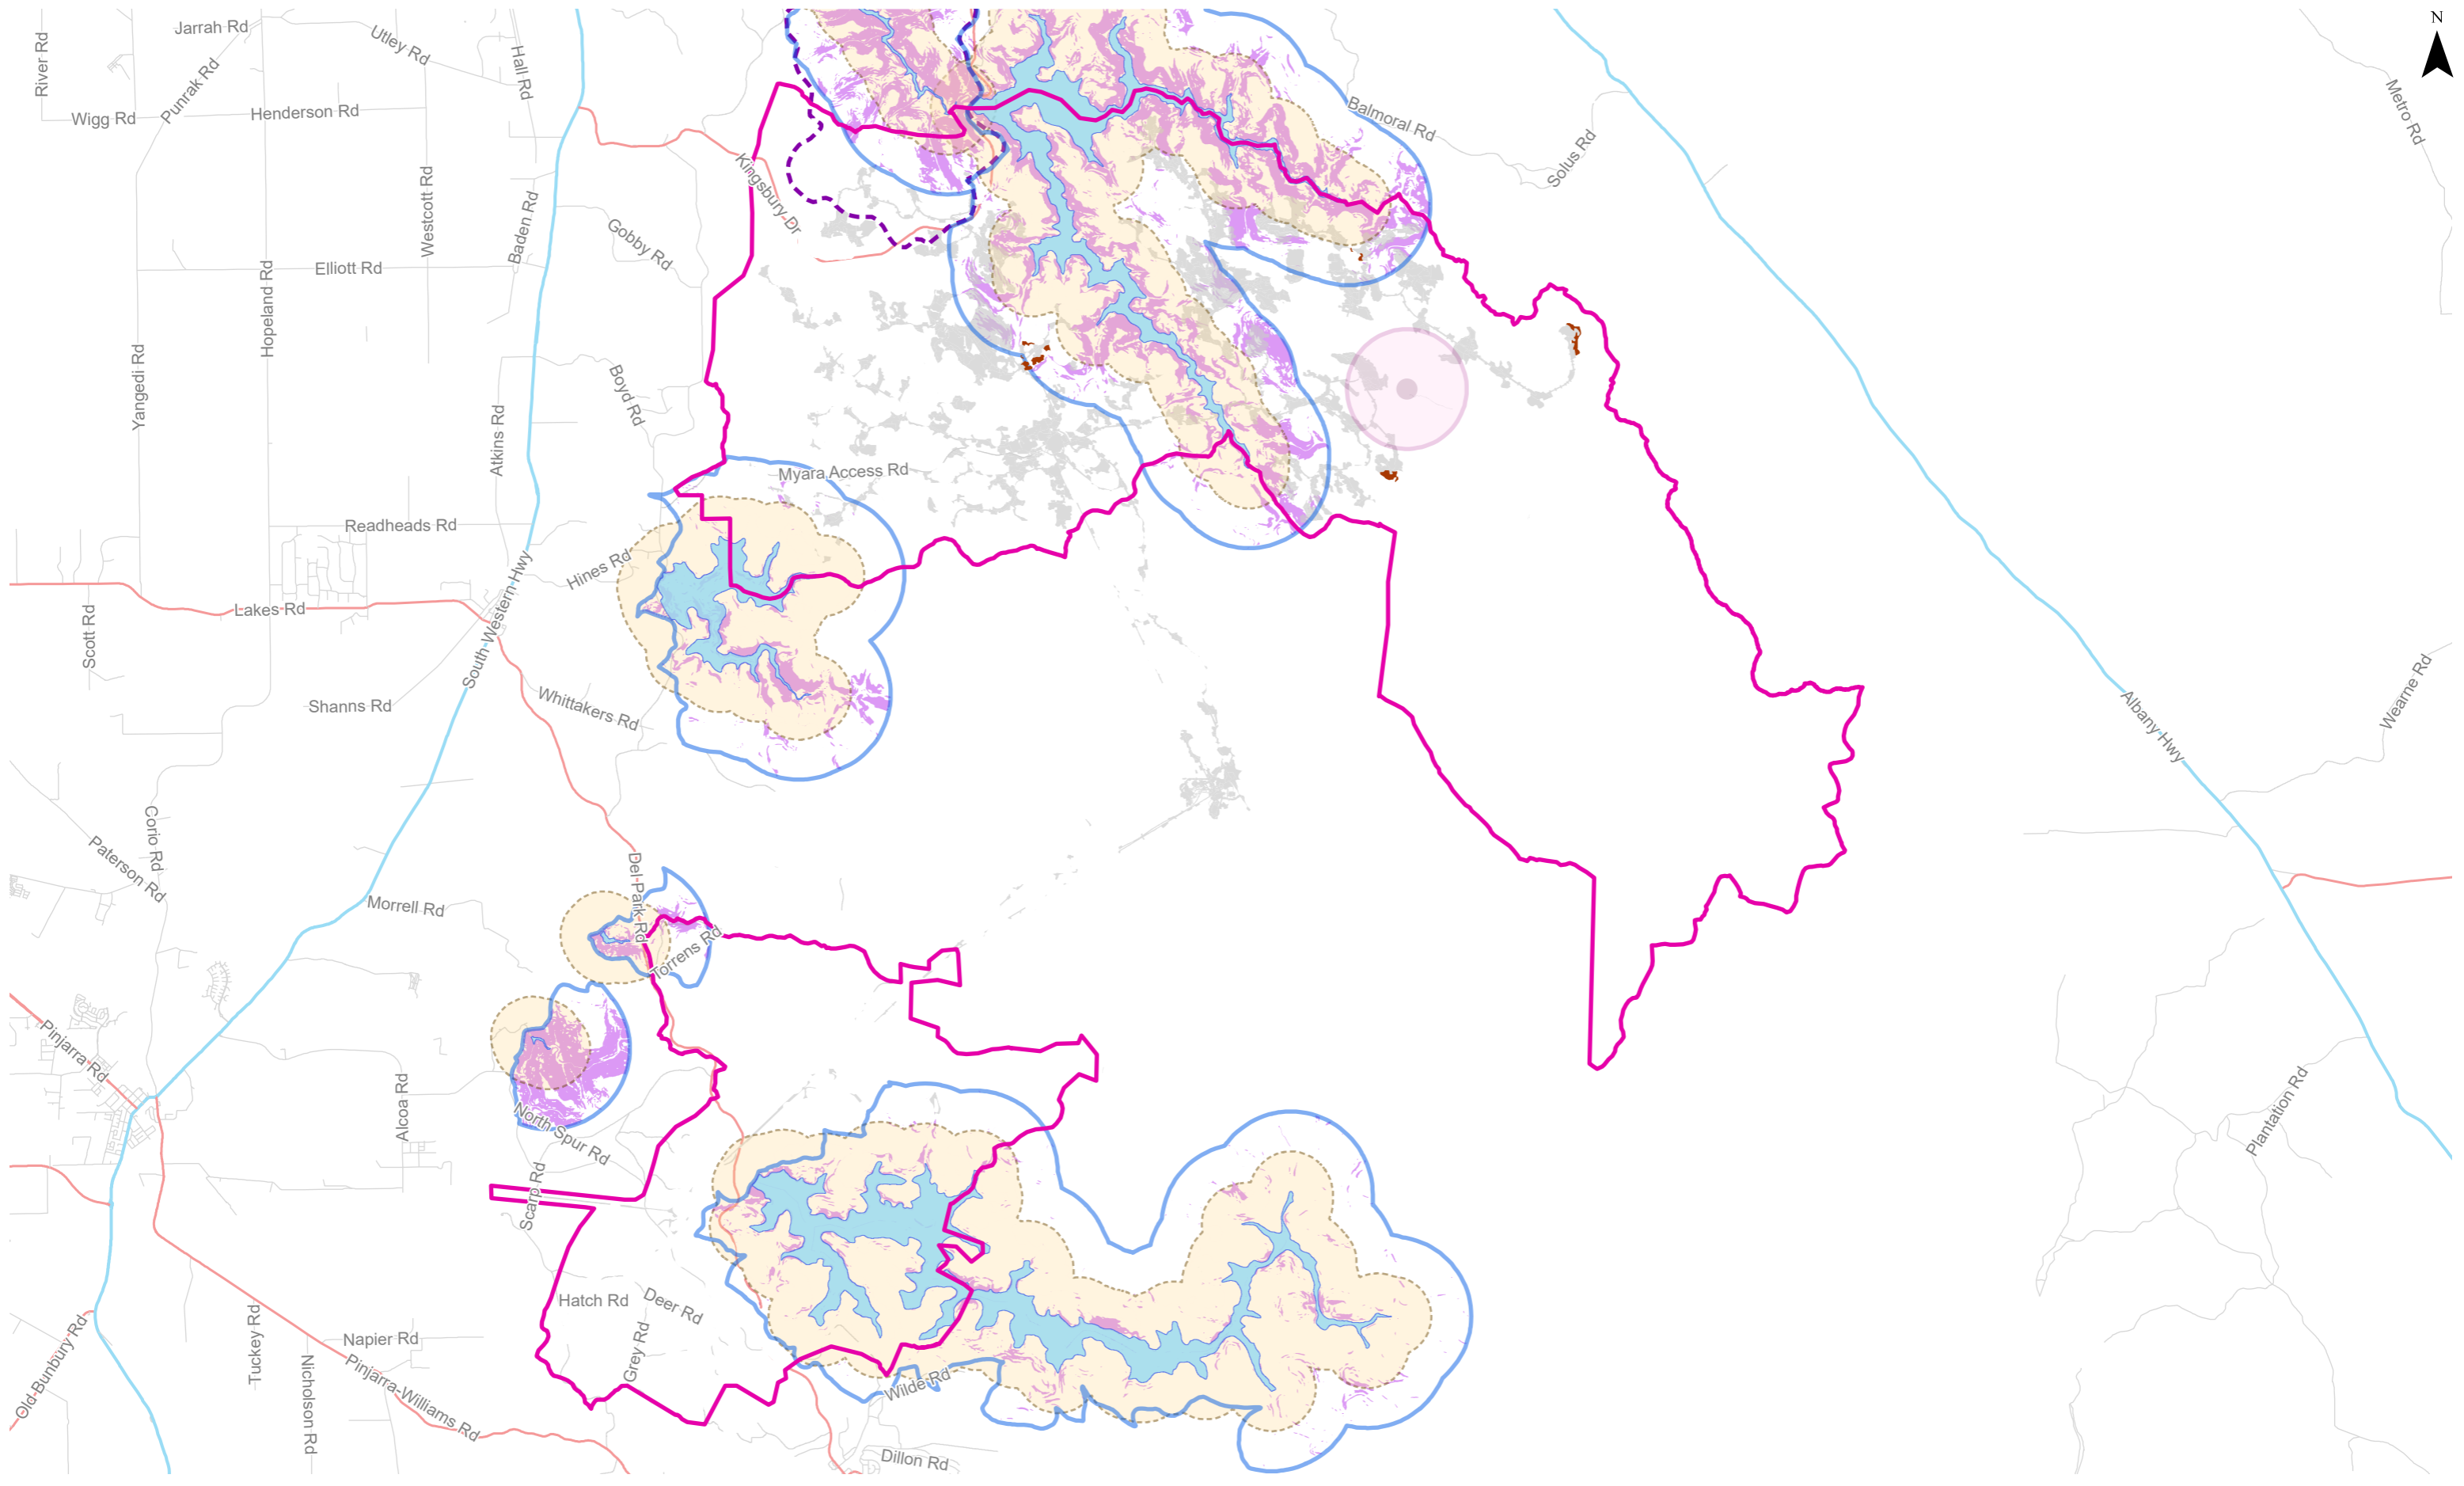 N
Jarrah Rd
Utley Rd
Hall Rd
River Rd
Punrak Rd
Wigg Rd
Henderson Rd
Balmoral Rd
Metro Rd
Solus Rd
Kingsbury Dr
Westcott Rd
Baden Rd
Gobby Rd
Elliott Rd
Hopeland Rd
Yangedi Rd
Boyd Rd
Atkins Rd
Myara Access Rd
Readheads Rd
Hines Rd
South Western Hwy
Lakes Rd
Scott Rd
Shanns Rd
Whittakers Rd
Albany Hwy
Wearne Rd
Corio Rd
Paterson Rd
Del Park Rd
Morrell Rd
Torrens Rd
Pinjarra Rd
Alcoa Rd
North Spur Rd
Plantation Rd
Scarp Rd
Hatch Rd
Deer Rd
Grey Rd
Old Bunbury Rd
Tuckey Rd
Napier Rd
Nicholson Rd
Pinjarra-Williams Rd
Wilde Rd
Dillon Rd